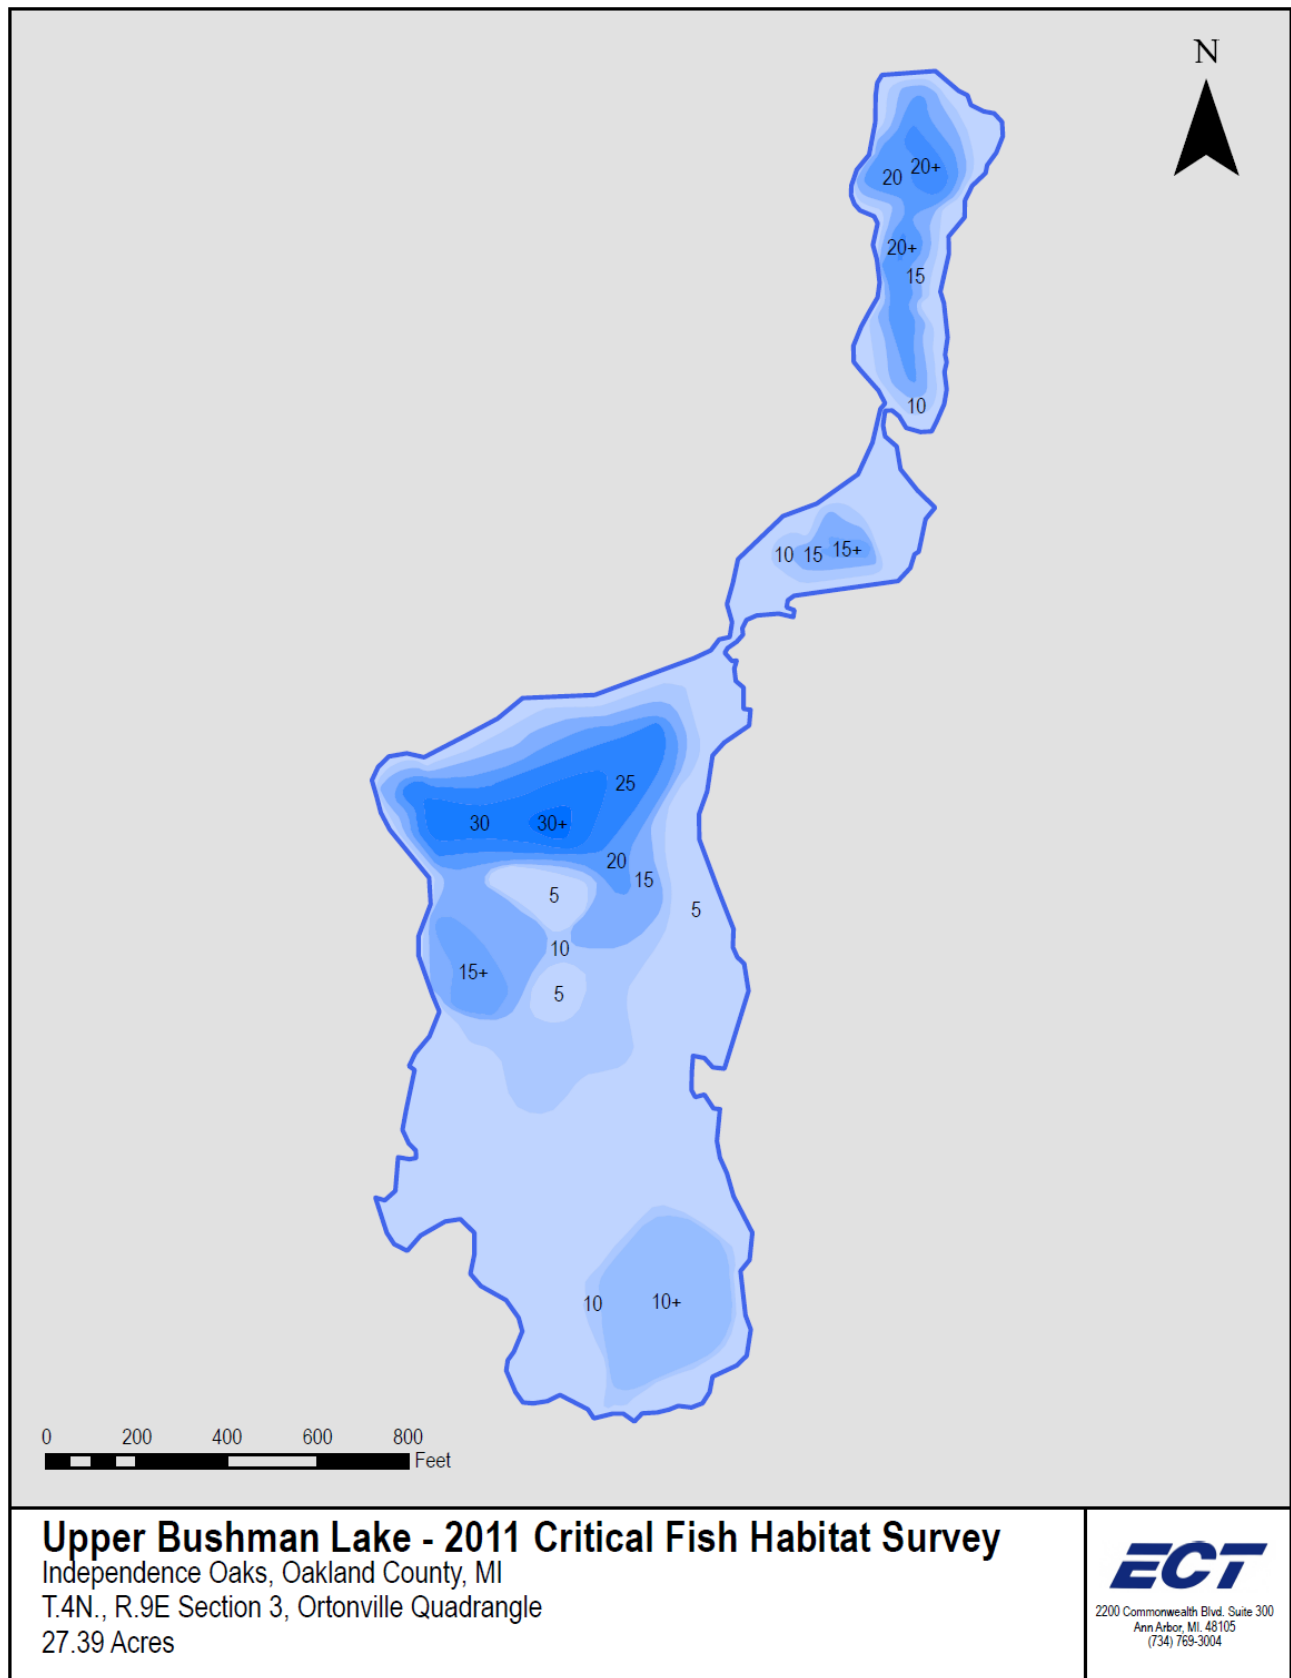 N
20 20+
20+
15
10
10 15 15+
25
30 30+
20
15
5
5
10
15+
5
10 10+
0 200 400 600 800
Feet
Upper Bushman Lake - 2011 Critical Fish Habitat Survey
Independence Oaks, Oakland County, MI
T.4N., R.9E Section 3, Ortonville Quadrangle
27.39 Acres
ECT
2200 Commonwealth Blvd. Suite 300
Ann Arbor, MI. 48105
(734) 769-3004